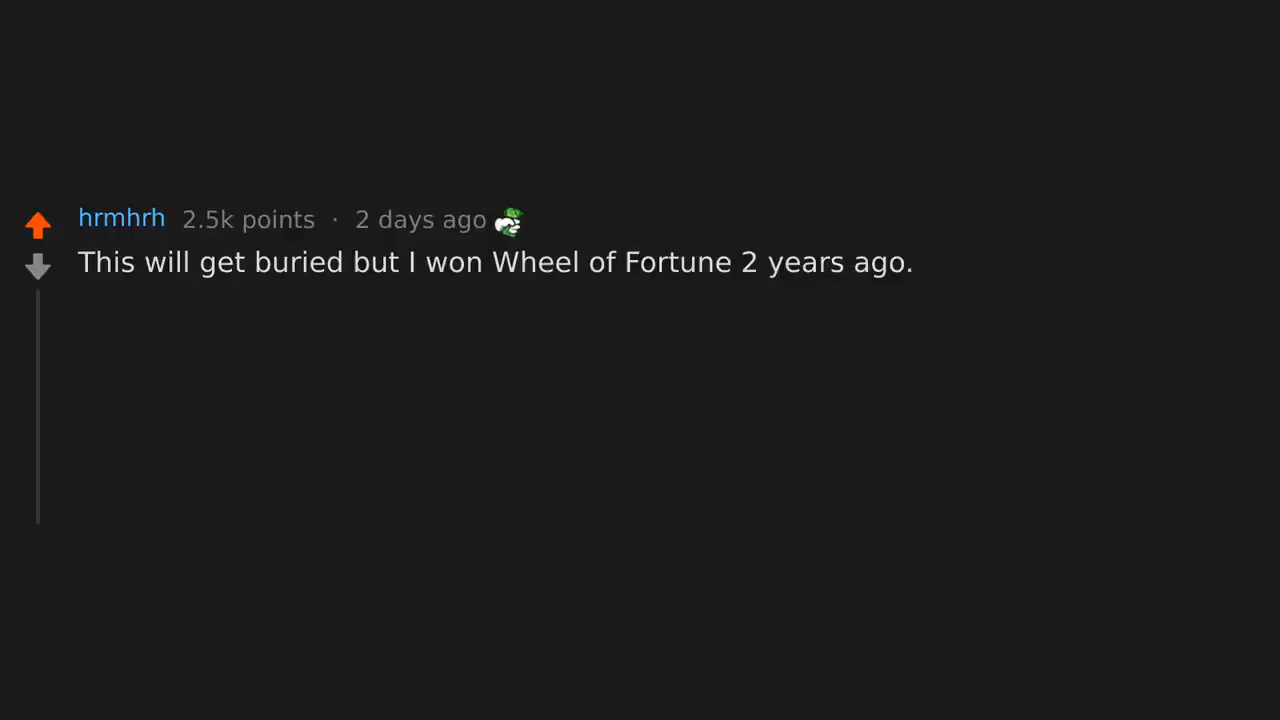 hrmhrh 2.5k points · 2 days ago
This will get buried but I won Wheel of Fortune 2 years ago.